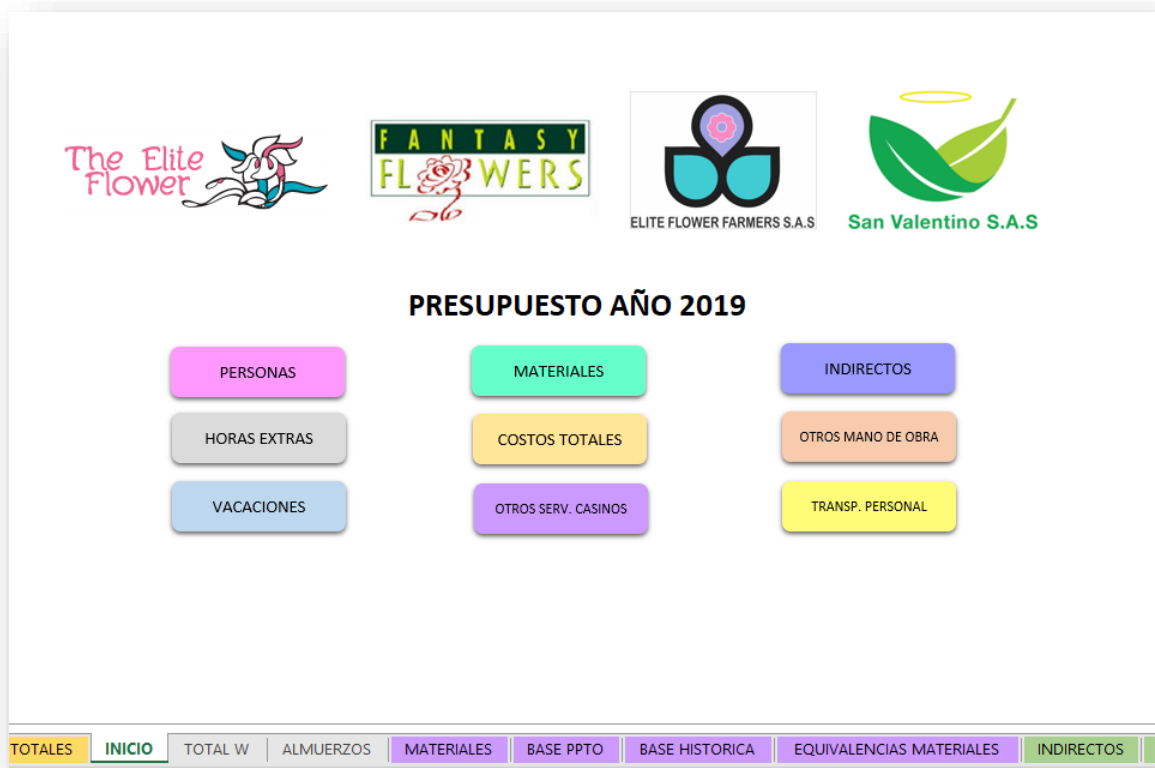 The Elite
Flower
FANTASY
FLOWERS
ELITE FLOWER FARMERS S.A.S
San Valentino S.A.S
PRESUPUESTO AÑO 2019
PERSONAS
MATERIALES
INDIRECTOS
HORAS EXTRAS
COSTOS TOTALES
OTROS MANO DE OBRA
VACACIONES
OTROS SERV. CASINOS
TRANSP. PERSONAL
TOTALES INICIO TOTAL W ALMUERZOS MATERIALES BASE PPTO BASE HISTORICA EQUIVALENCIAS MATERIALES INDIRECTOS